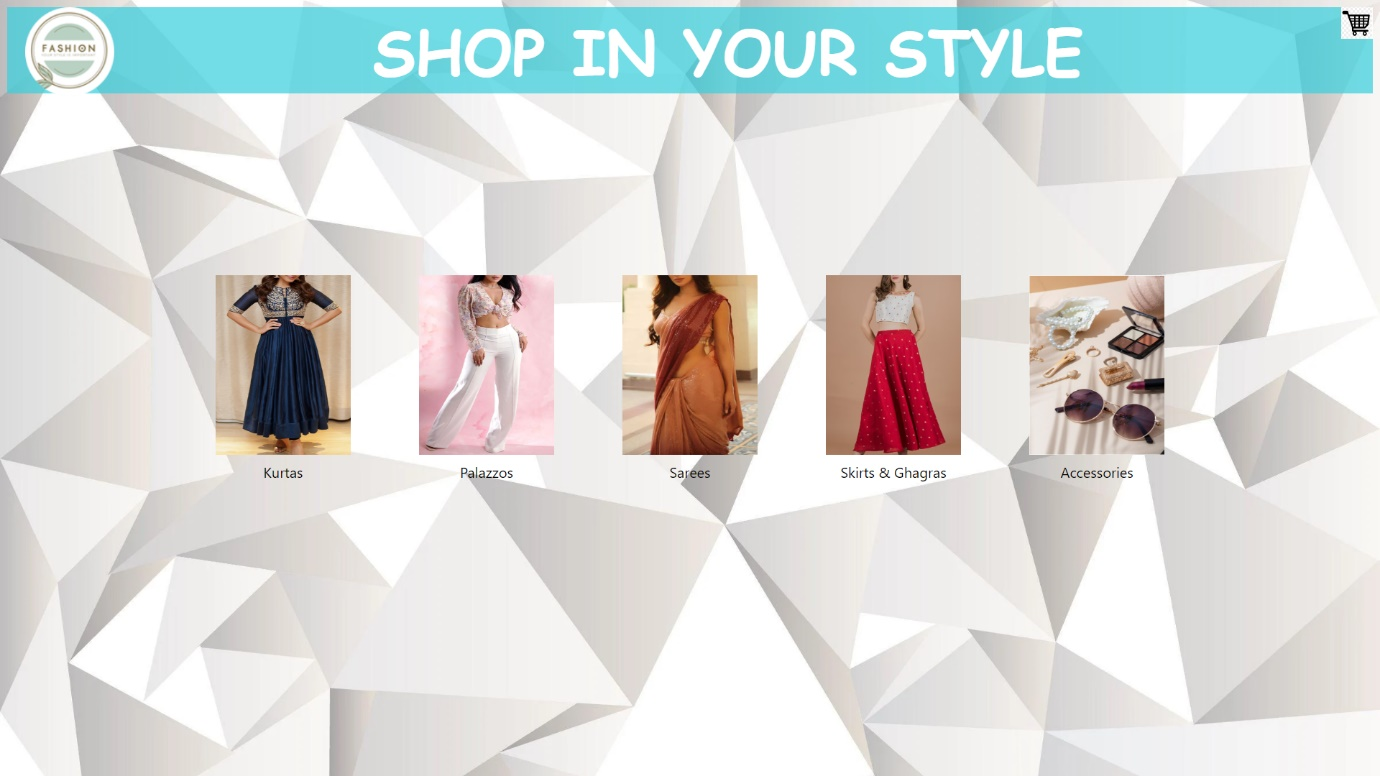 FASHION
SHOP IN YOUR STYLE
Kurtas
Palazzos
Sarees
Skirts & Ghagras
Accessories